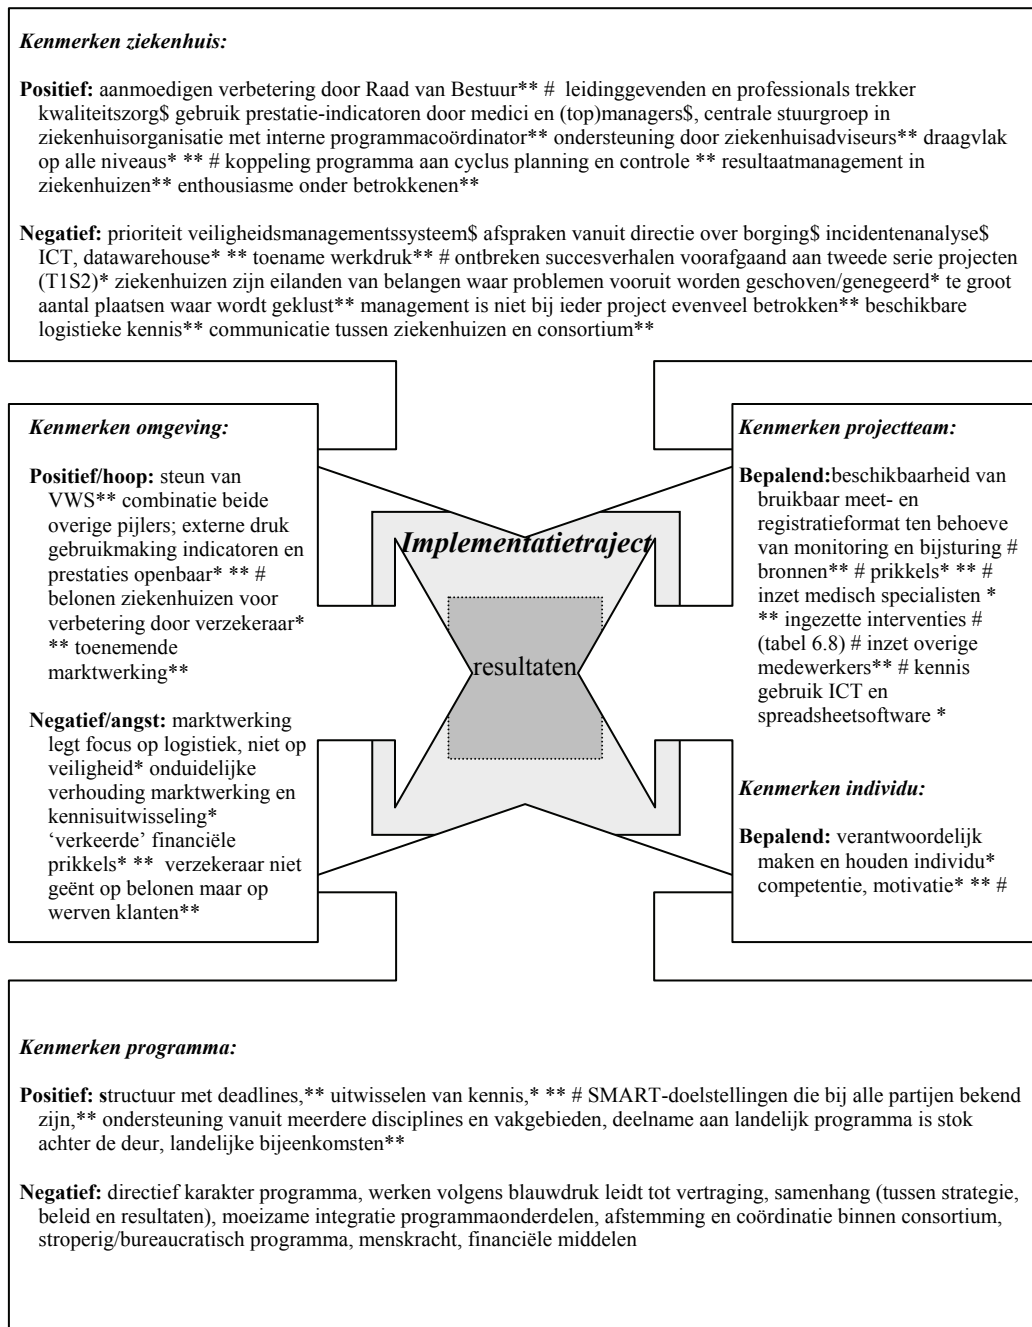 Kenmerken ziekenhuis:
Positief: aanmoedigen verbetering door Raad van Bestuur** # leidinggevenden en professionals trekker
kwaliteitszorg$ gebruik prestatie-indicatoren door medici en (top)managers$, centrale stuurgroep in
ziekenhuisorganisatie met interne programmacoördinator** ondersteuning door ziekenhuisadviseurs** draagvlak
op alle niveaus* ** # koppeling programma aan cyclus planning en controle ** resultaatmanagement in
ziekenhuizen** enthousiasme onder betrokkenen**
Negatief: prioriteit veiligheidsmanagementssysteem$ afspraken vanuit directie over borging$ incidentenanalyse$
ICT, datawarehouse* ** toename werkdruk** # ontbreken succesverhalen voorafgaand aan tweede serie projecten
(T1S2)* ziekenhuizen zijn eilanden van belangen waar problemen vooruit worden geschoven/genegeerd* te groot
aantal plaatsen waar wordt geklust** management is niet bij ieder project evenveel betrokken** beschikbare
logistieke kennis** communicatie tussen ziekenhuizen en consortium**
Kenmerken omgeving:
Positief/hoop: steun van
VWS** combinatie beide
overige pijlers; externe druk
gebruikmaking indicatoren en
prestaties openbaar* ** #
belonen ziekenhuizen voor
verbetering door verzekeraar*
** toenemende
marktwerking**
Negatief/angst: marktwerking
legt focus op logistiek, niet op
veiligheid* onduidelijke
verhouding marktwerking en
kennisuitwisseling*
‘verkeerde’ financiële
prikkels* ** verzekeraar niet
geënt op belonen maar op
werven klanten**
Implementatietraject
resultaten
Kenmerken projectteam:
Bepalend:beschikbaarheid van
bruikbaar meet- en
registratieformat ten behoeve
van monitoring en bijsturing #
bronnen** # prikkels* ** #
inzet medisch specialisten *
** ingezette interventies #
(tabel 6.8) # inzet overige
medewerkers** # kennis
gebruik ICT en
spreadsheetsoftware *
Kenmerken individu:
Bepalend: verantwoordelijk
maken en houden individu*
competentie, motivatie* ** #
Kenmerken programma:
Positief: structuur met deadlines,** uitwisselen van kennis,* ** # SMART-doelstellingen die bij alle partijen bekend
zijn,** ondersteuning vanuit meerdere disciplines en vakgebieden, deelname aan landelijk programma is stok
achter de deur, landelijke bijeenkomsten**
Negatief: directief karakter programma, werken volgens blauwdruk leidt tot vertraging, samenhang (tussen strategie,
beleid en resultaten), moeizame integratie programmaonderdelen, afstemming en coördinatie binnen consortium,
stroperig/bureaucratisch programma, menskracht, financiële middelen